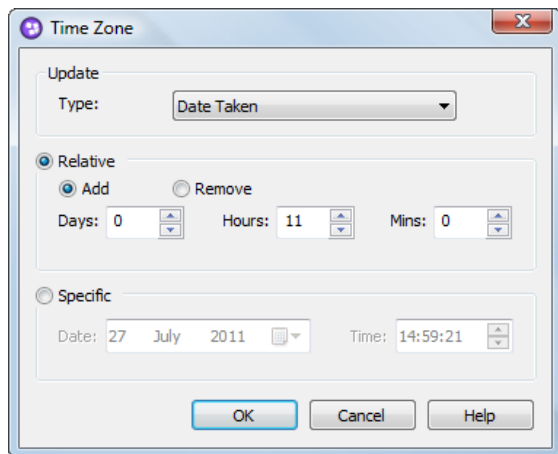 Time Zone
Update
Type: Date Taken
Relative
Add Remove
Days: 0 Hours: 11 Mins: 0
Specific
Date: 27 July 2011 Time: 14:59:21
OK Cancel Help